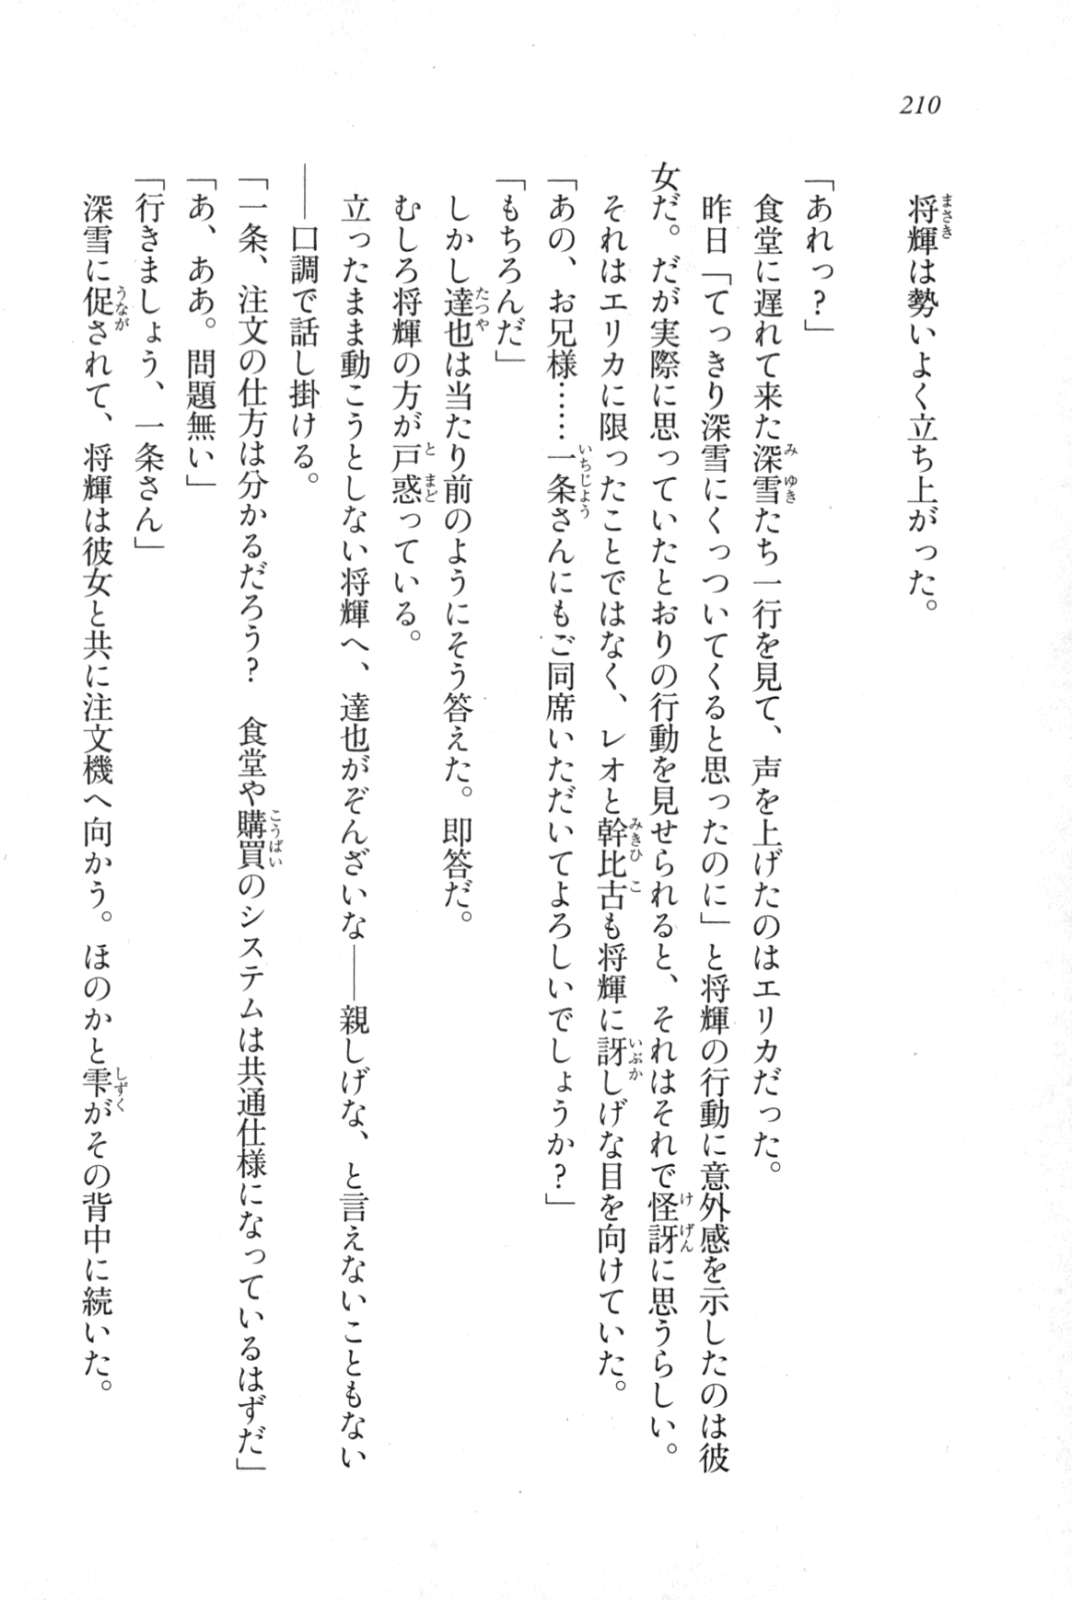 210
将輝は勢いよく立ち上がった。
「あれっ？」
食堂に遅れて来た深雪たち一行を見て、声を上げたのはエリカだった。
昨日「てっきり深雪にくっついてくると思ったのに」と将輝の行動に意外感を示したのは彼
女だ。だが実際に思っていたとおりの行動を見せられると、それはそれで怪訝に思うらしい。
それはエリカに限ったことではなく、レオと幹比古も将輝に訝しげな目を向けていた。
「あの、お兄様……一条さんにもご同席いただいてよろしいでしょうか？」
「もちろんだ」
しかし達也は当たり前のようにそう答えた。即答だ。
むしろ将輝の方が戸惑っている。
立ったまま動こうとしない将輝へ、達也がぞんざいな――親しげな、と言えないこともない
――口調で話し掛ける。
「一条、注文の仕方は分かるだろう？　食堂や購買のシステムは共通仕様になっているはずだ」
「あ、ああ。問題無い」
「行きましょう、一条さん」
深雪に促されて、将輝は彼女と共に注文機へ向かう。ほのかと雫がその背中に続いた。